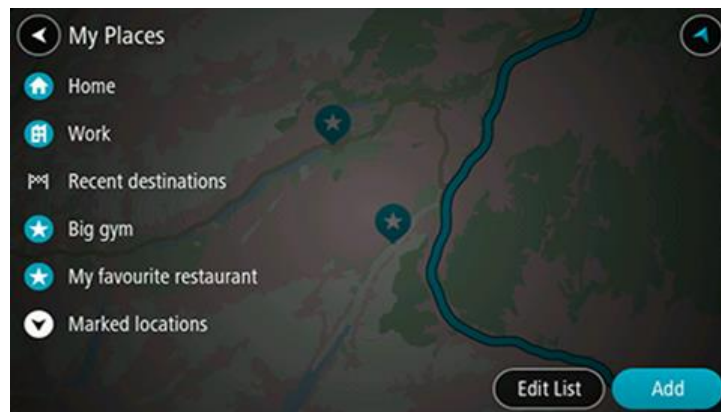 My Places
Home
Work
Recent destinations
Big gym
My favourite restaurant
Marked locations
Edit List
Add